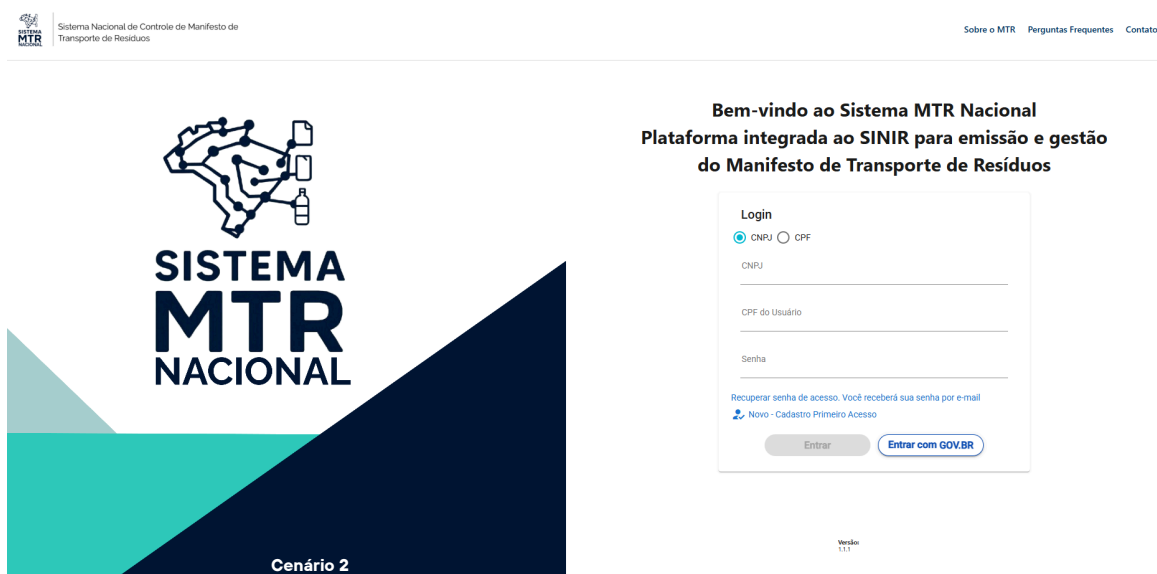 SISTEMA
MTR
NACIONAL
Sistema Nacional de Controle de Manifesto de
Transporte de Resíduos
Sobre o MTR Perguntas Frequentes Contato
SISTEMA
MTR
NACIONAL
Cenário 2
Bem-vindo ao Sistema MTR Nacional
Plataforma integrada ao SINIR para emissão e gestão
do Manifesto de Transporte de Resíduos
Login
CNPJ CPF
CNPJ
CPF do Usuário
Senha
Recuperar senha de acesso. Você receberá sua senha por e-mail
Novo - Cadastro Primeiro Acesso
Entrar Entrar com GOV.BR
Versão:
1.1.1